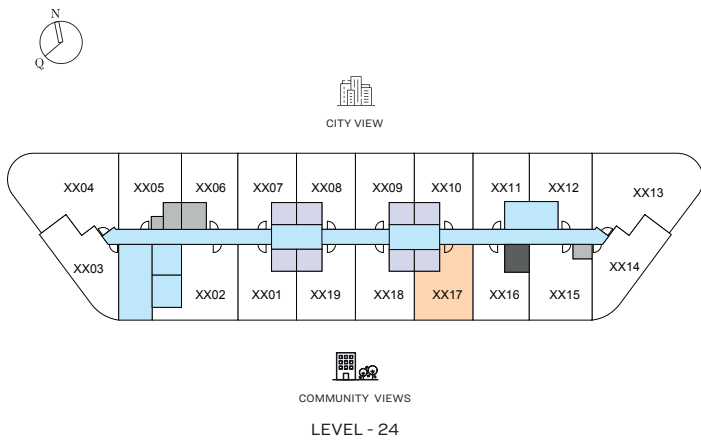 N
Q
CITY VIEW
XX04 XX05 XX06 XX07 XX08 XX09 XX10 XX11 XX12 XX13
XX03 XX14
XX02 XX01 XX19 XX18 XX17 XX16 XX15
COMMUNITY VIEWS
LEVEL - 24